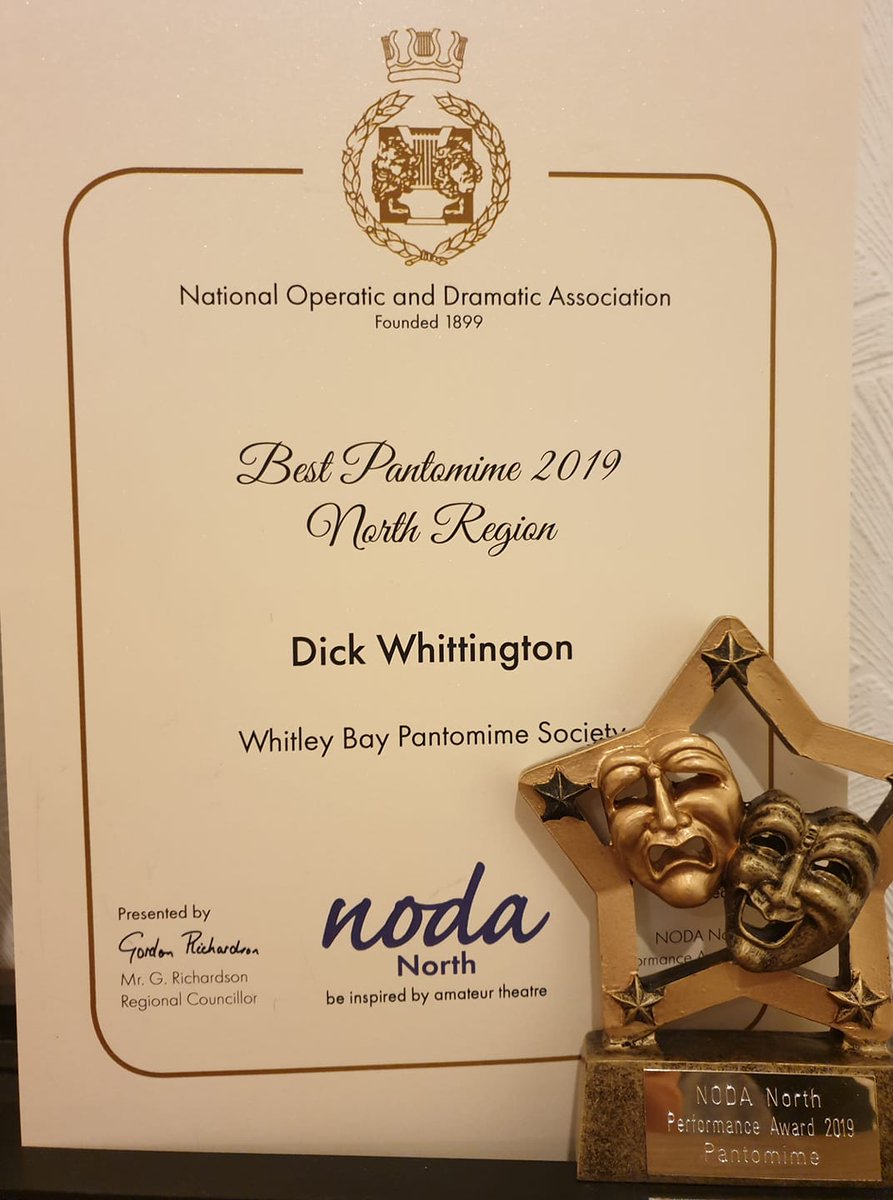 National Operatic and Dramatic Association
Founded 1899
Best Pantomime 2019
North Region
Dick Whittington
Whitley Bay Pantomime Society
Presented by
Gordon Richardson
Mr. G. Richardson
Regional Councillor
noda
North
be inspired by amateur theatre
NODA
NODA North
Performance Award 2019
Pantomime